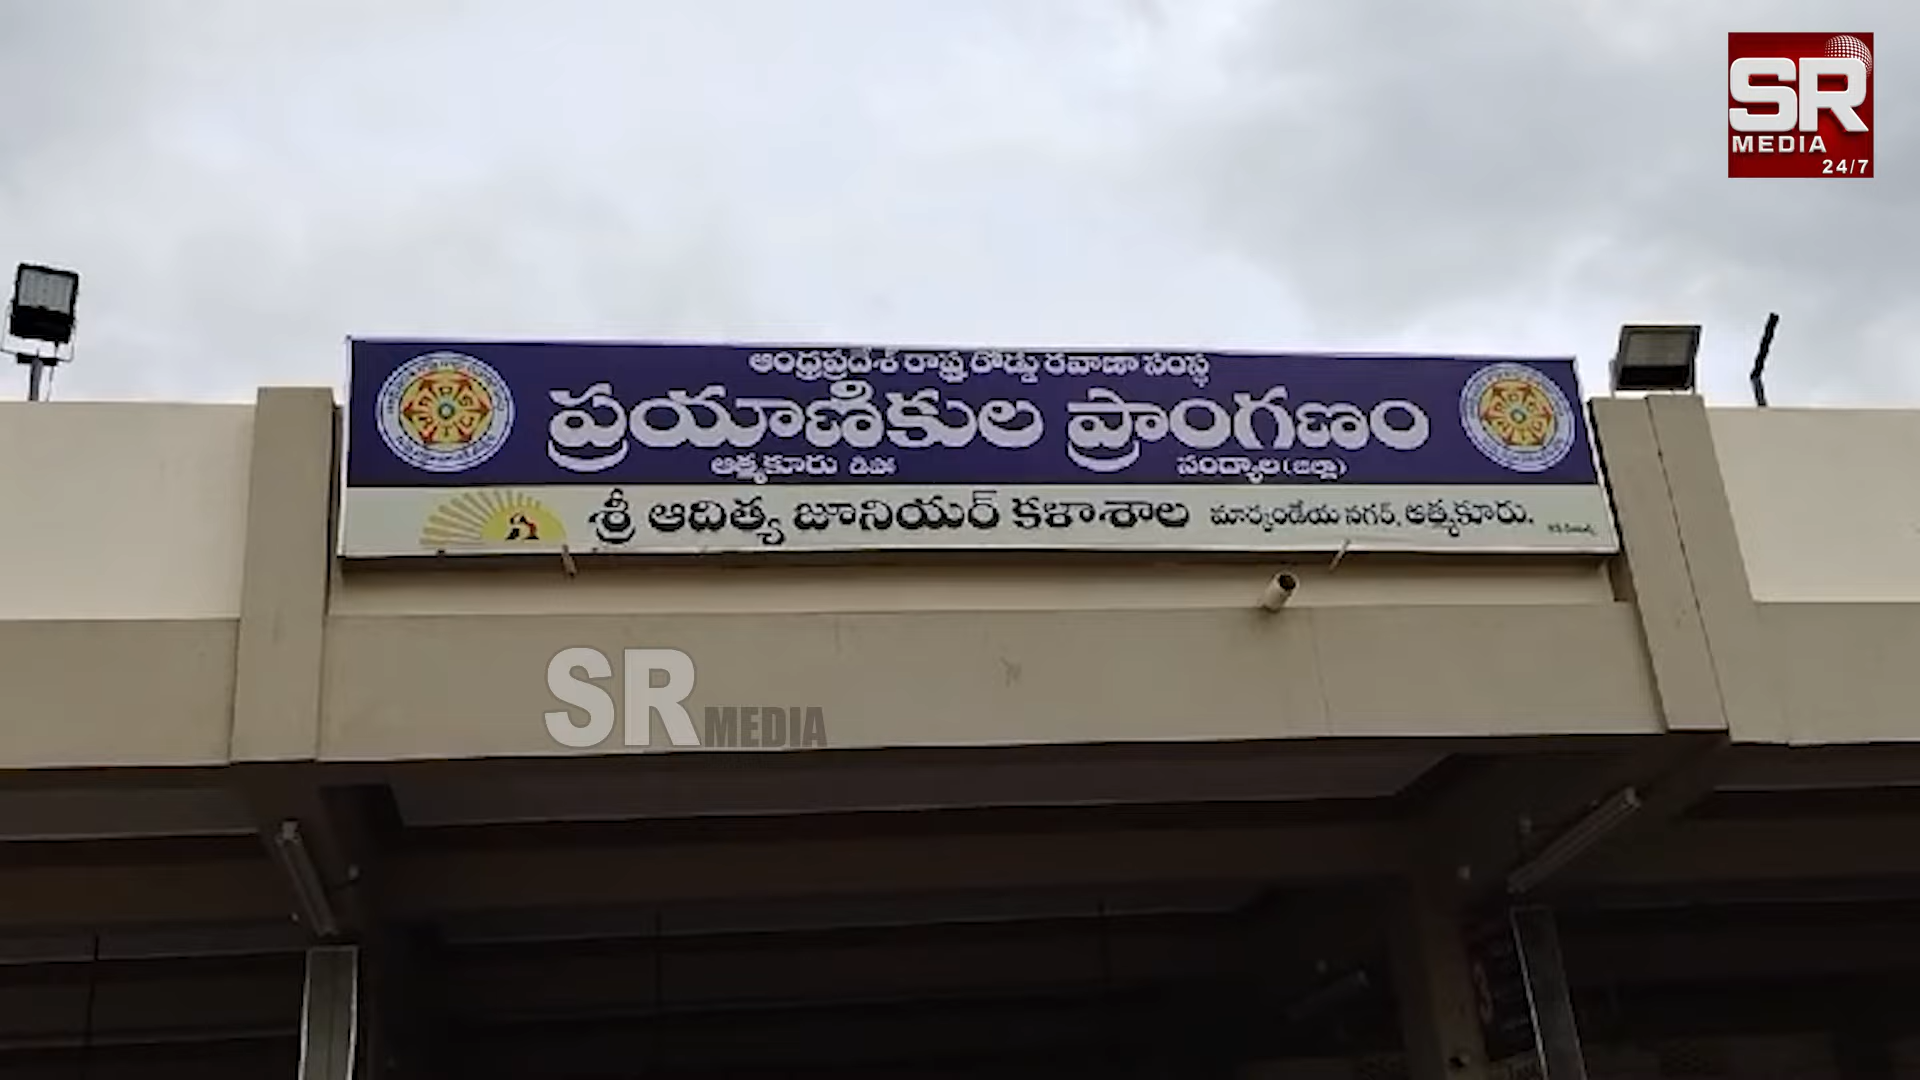 SR
MEDIA
24/7
ఆంధ్రప్రదేశ్ రాష్ట్ర రోడ్డు రవాణా సంస్థ
ప్రయాణికుల ప్రాంగణం
ఆత్మకూరు డిపో నంద్యాల (జిల్లా)
శ్రీ ఆదిత్య జూనియర్ కళాశాల మార్కండేయ నగర్, ఆత్మకూరు.
SR MEDIA